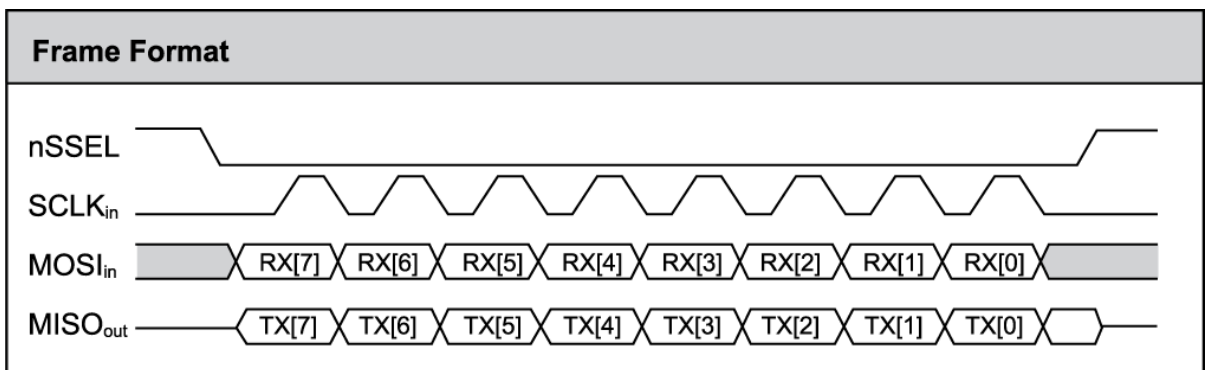 Frame Format
nSSEL
SCLKin
MOSIin RX[7] RX[6] RX[5] RX[4] RX[3] RX[2] RX[1] RX[0]
MISOout TX[7] TX[6] TX[5] TX[4] TX[3] TX[2] TX[1] TX[0]